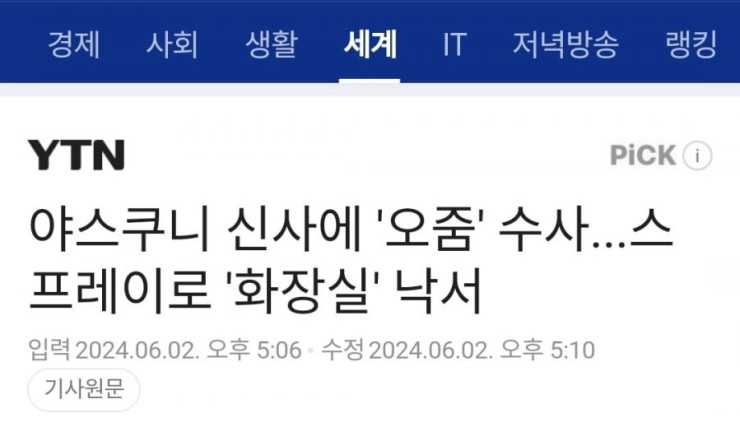 경제 사회 생활 세계 IT 저녁방송 랭킹
YTN PiCK i
야스쿠니 신사에 '오줌' 수사...스
프레이로 '화장실' 낙서
입력 2024.06.02. 오후 5:06 · 수정 2024.06.02. 오후 5:10
기사원문